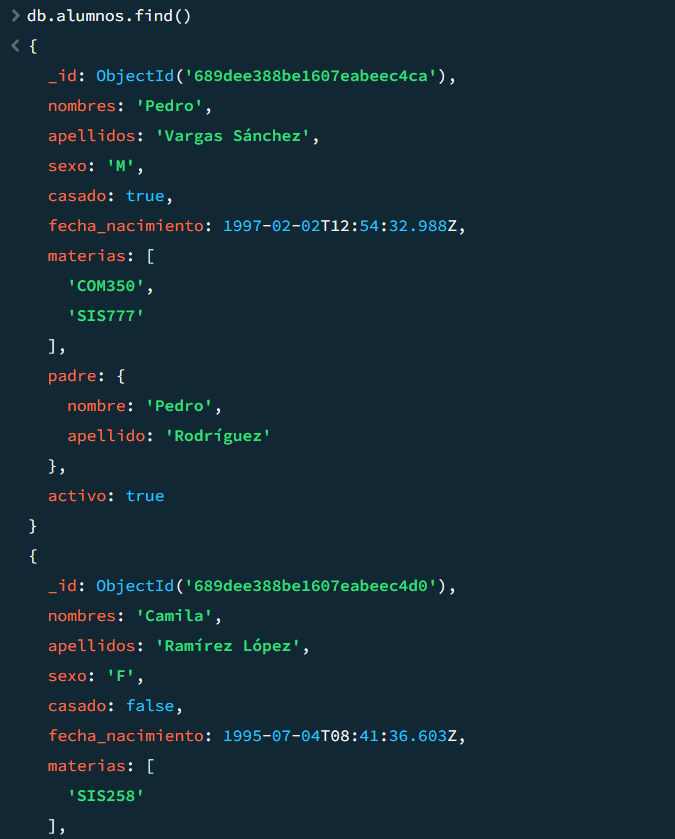 > db.alumnos.find()
< {
_id: ObjectId('689dee388be1607eabeec4ca'),
nombres: 'Pedro',
apellidos: 'Vargas Sánchez',
sexo: 'M',
casado: true,
fecha_nacimiento: 1997-02-02T12:54:32.988Z,
materias: [
'COM350',
'SIS777'
],
padre: {
nombre: 'Pedro',
apellido: 'Rodríguez'
},
activo: true
}
{
_id: ObjectId('689dee388be1607eabeec4d0'),
nombres: 'Camila',
apellidos: 'Ramírez López',
sexo: 'F',
casado: false,
fecha_nacimiento: 1995-07-04T08:41:36.603Z,
materias: [
'SIS258'
],